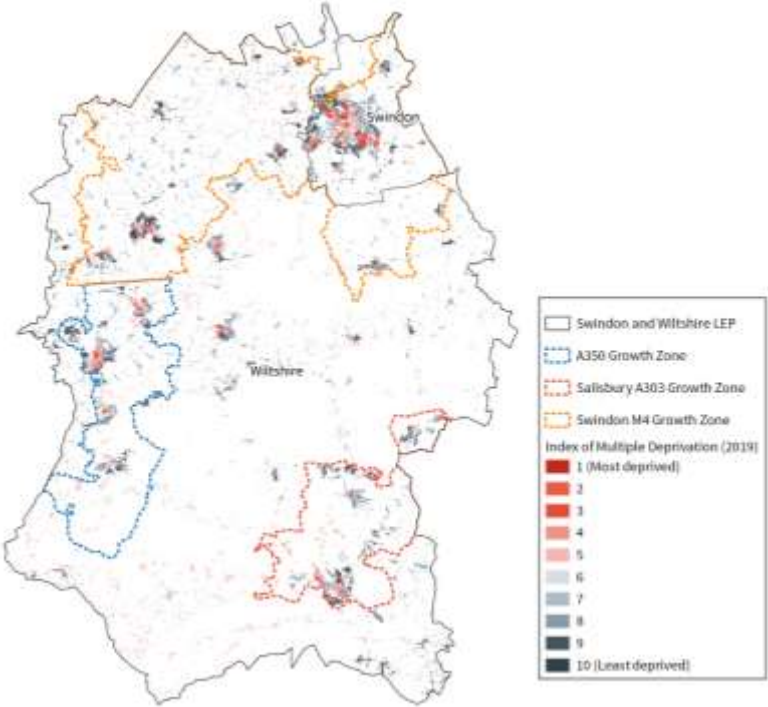 Swindon
Wiltshire
Swindon and Wiltshire LEP
A350 Growth Zone
Salisbury A303 Growth Zone
Swindon M4 Growth Zone
Index of Multiple Deprivation (2019)
1 (Most deprived)
2
3
4
5
6
7
8
9
10 (Least deprived)